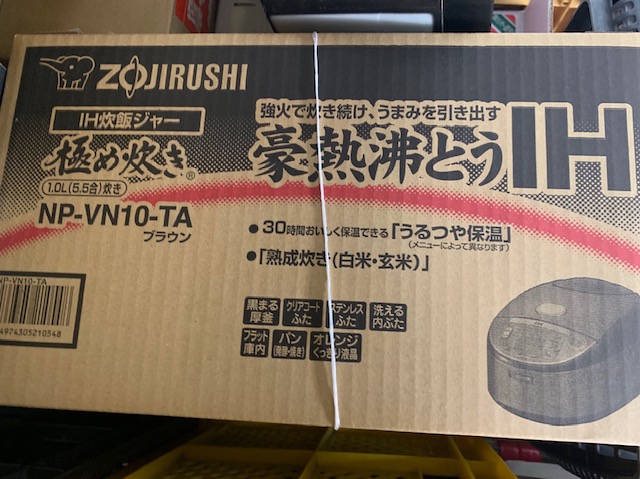 ZOJIRUSHI
IH炊飯ジャー
極め炊き®
1.0L(5.5合)炊き
NP-VN10-TA
ブラウン
強火で炊き続け、うまみを引き出す
豪熱沸とうIH
• 30時間おいしく保温できる「うるつや保温」
(メニューによって異なります)
• 「熟成炊き(白米・玄米)」
黒まる厚釜 クリアコートふた ステンレスふた 洗える内ぶた
フラット庫内 パン(発酵・焼き) オレンジくっきり液晶
NP-VN10-TA
4974305210548